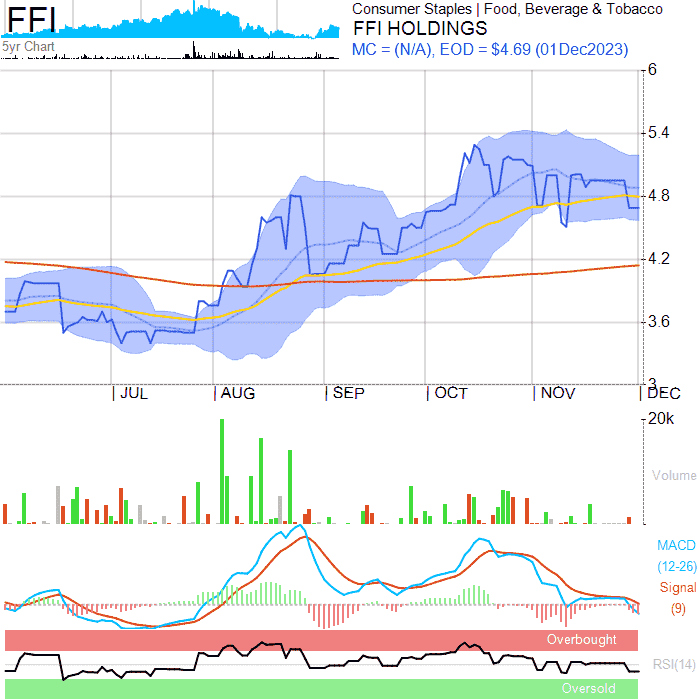 FFI
5yr Chart
Consumer Staples | Food, Beverage & Tobacco
FFI HOLDINGS
MC = (N/A), EOD = $4.69 (01Dec2023)
6
5.4
4.8
4.2
3.6
3
JUL
AUG
SEP
OCT
NOV
DEC
20k
Volume
MACD
(12-26)
Signal
(9)
Overbought
RSI(14)
Oversold